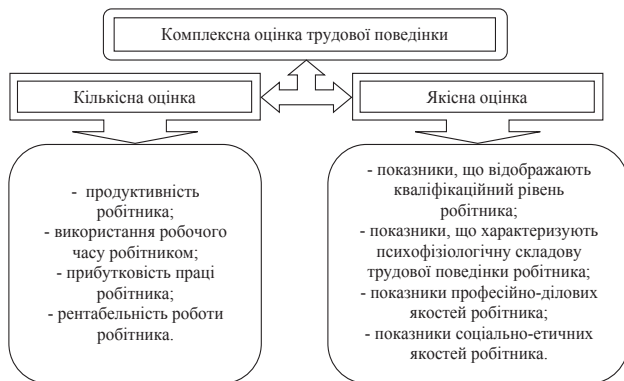 Комплексна оцінка трудової поведінки
Кількісна оцінка
Якісна оцінка
- продуктивність
робітника;
- використання робочого
часу робітником;
- прибутковість праці
робітника;
- рентабельність роботи
робітника.
- показники, що відображають
кваліфікаційний рівень
робітника;
- показники, що характеризують
психофізіологічну складову
трудової поведінки робітника;
- показники професійно-ділових
якостей робітника;
- показники соціально-етичних
якостей робітника.